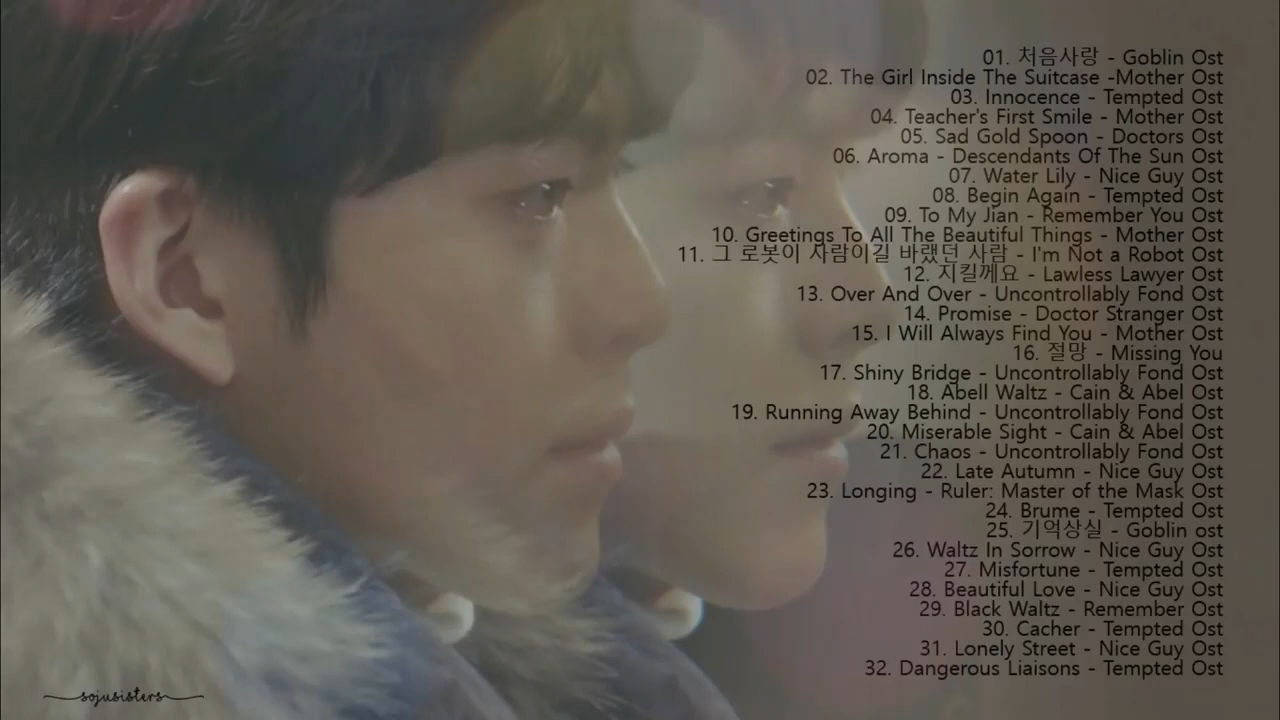 01. 처음사랑 - Goblin Ost
02. The Girl Inside The Suitcase -Mother Ost
03. Innocence - Tempted Ost
04. Teacher's First Smile - Mother Ost
05. Sad Gold Spoon - Doctors Ost
06. Aroma - Descendants Of The Sun Ost
07. Water Lily - Nice Guy Ost
08. Begin Again - Tempted Ost
09. To My Jian - Remember You Ost
10. Greetings To All The Beautiful Things - Mother Ost
11. 그 로봇이 사람이길 바랬던 사람 - I'm Not a Robot Ost
12. 지킬께요 - Lawless Lawyer Ost
13. Over And Over - Uncontrollably Fond Ost
14. Promise - Doctor Stranger Ost
15. I Will Always Find You - Mother Ost
16. 절망 - Missing You
17. Shiny Bridge - Uncontrollably Fond Ost
18. Abell Waltz - Cain & Abel Ost
19. Running Away Behind - Uncontrollably Fond Ost
20. Miserable Sight - Cain & Abel Ost
21. Chaos - Uncontrollably Fond Ost
22. Late Autumn - Nice Guy Ost
23. Longing - Ruler: Master of the Mask Ost
24. Brume - Tempted Ost
25. 기억상실 - Goblin ost
26. Waltz In Sorrow - Nice Guy Ost
27. Misfortune - Tempted Ost
28. Beautiful Love - Nice Guy Ost
29. Black Waltz - Remember Ost
30. Cacher - Tempted Ost
31. Lonely Street - Nice Guy Ost
32. Dangerous Liaisons - Tempted Ost
sojusisters